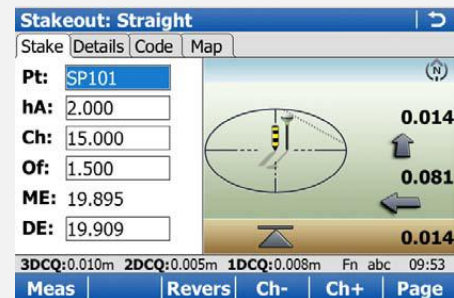 Stakeout: Straight
Stake Details Code Map
Pt: SP101
hA: 2.000
Ch: 15.000
Of: 1.500
ME: 19.895
DE: 19.909
N
0.014
0.081
0.014
3DCQ:0.010m 2DCQ:0.005m 1DCQ:0.008m Fn abc 09:53
Meas Revers Ch- Ch+ Page